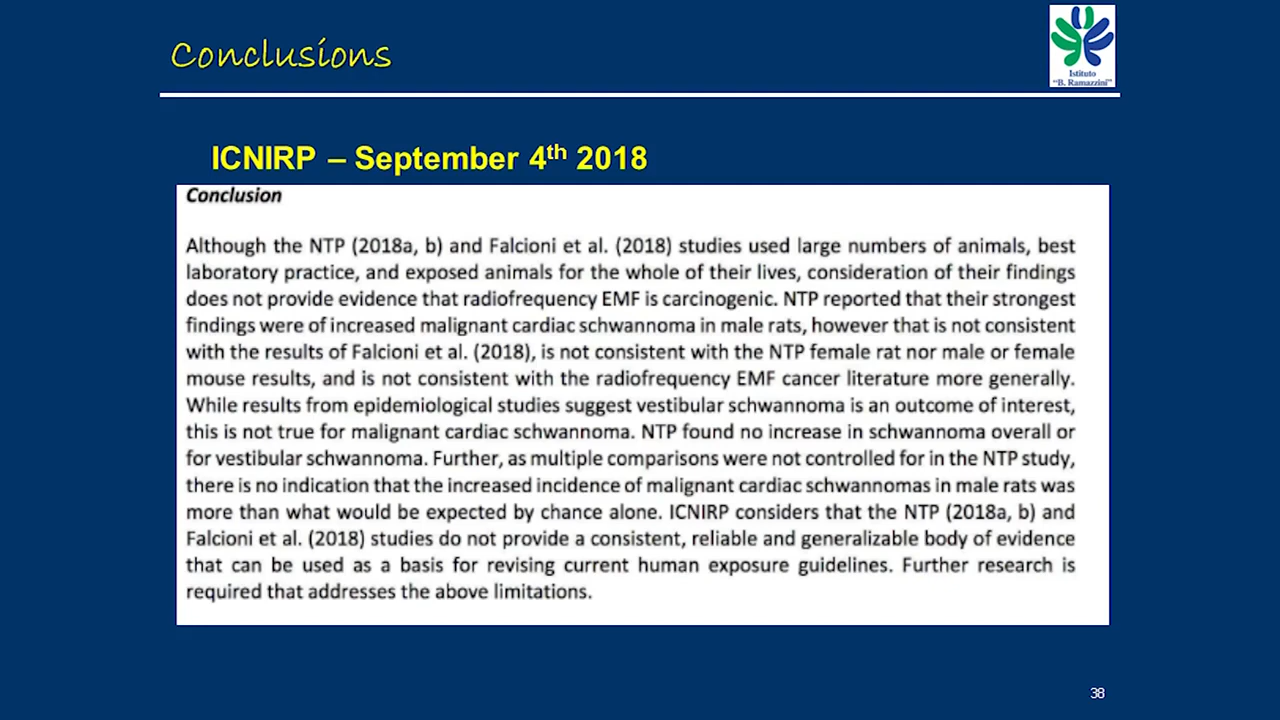 Conclusions
Istituto
"B. Ramazzini"
ICNIRP – September 4th 2018
Conclusion
Although the NTP (2018a, b) and Falcioni et al. (2018) studies used large numbers of animals, best
laboratory practice, and exposed animals for the whole of their lives, consideration of their findings
does not provide evidence that radiofrequency EMF is carcinogenic. NTP reported that their strongest
findings were of increased malignant cardiac schwannoma in male rats, however that is not consistent
with the results of Falcioni et al. (2018), is not consistent with the NTP female rat nor male or female
mouse results, and is not consistent with the radiofrequency EMF cancer literature more generally.
While results from epidemiological studies suggest vestibular schwannoma is an outcome of interest,
this is not true for malignant cardiac schwannoma. NTP found no increase in schwannoma overall or
for vestibular schwannoma. Further, as multiple comparisons were not controlled for in the NTP study,
there is no indication that the increased incidence of malignant cardiac schwannomas in male rats was
more than what would be expected by chance alone. ICNIRP considers that the NTP (2018a, b) and
Falcioni et al. (2018) studies do not provide a consistent, reliable and generalizable body of evidence
that can be used as a basis for revising current human exposure guidelines. Further research is
required that addresses the above limitations.
38